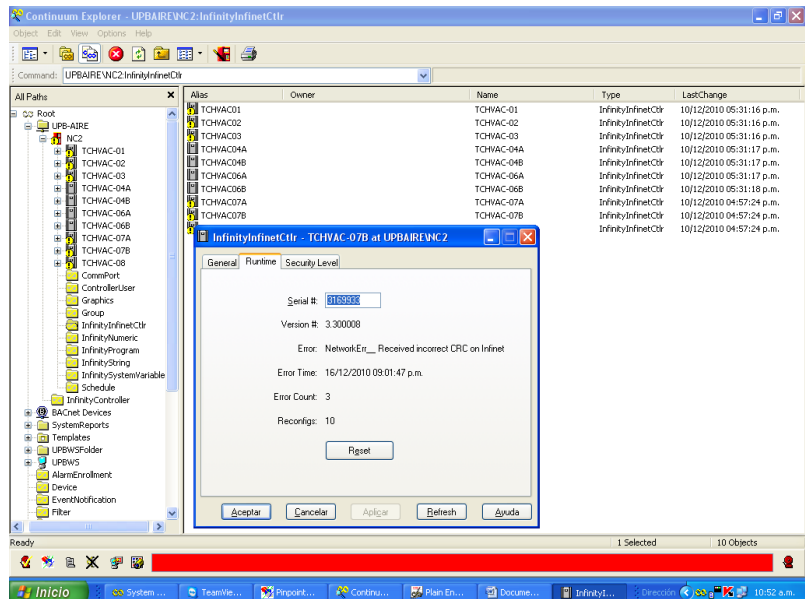 Continuum Explorer - UPBAIRE\NC2:InfinityInfinetCtlr
Object Edit View Options Help
Command: UPBAIRE\NC2:InfinityInfinetCtlr
All Paths
Root
UPB-AIRE
NC2
TCHVAC-01
TCHVAC-02
TCHVAC-03
TCHVAC-04A
TCHVAC-04B
TCHVAC-06A
TCHVAC-06B
TCHVAC-07A
TCHVAC-07B
TCHVAC-08
CommPort
ControllerUser
Graphics
Group
InfinityInfinetCtlr
InfinityNumeric
InfinityProgram
InfinityString
InfinitySystemVariable
Schedule
InfinityController
BACnet Devices
SystemReports
Templates
UPBWSFolder
UPBWS
AlarmEnrollment
Device
EventNotification
Filter
Alias Owner Name Type LastChange
TCHVAC01 TCHVAC-01 InfinityInfinetCtlr 10/12/2010 05:31:16 p.m.
TCHVAC02 TCHVAC-02 InfinityInfinetCtlr 10/12/2010 05:31:16 p.m.
TCHVAC03 TCHVAC-03 InfinityInfinetCtlr 10/12/2010 05:31:16 p.m.
TCHVAC04A TCHVAC-04A InfinityInfinetCtlr 10/12/2010 05:31:17 p.m.
TCHVAC04B TCHVAC-04B InfinityInfinetCtlr 10/12/2010 05:31:17 p.m.
TCHVAC06A TCHVAC-06A InfinityInfinetCtlr 10/12/2010 05:31:17 p.m.
TCHVAC06B TCHVAC-06B InfinityInfinetCtlr 10/12/2010 05:31:18 p.m.
TCHVAC07A TCHVAC-07A InfinityInfinetCtlr 10/12/2010 04:57:24 p.m.
TCHVAC07B TCHVAC-07B InfinityInfinetCtlr 10/12/2010 04:57:24 p.m.
InfinityInfinetCtlr 10/12/2010 04:57:24 p.m.
InfinityInfinetCtlr - TCHVAC-07B at UPBAIRE\NC2
General Runtime Security Level
Serial #: 3169933
Version #: 3.300008
Error: NetworkErr__ Received incorrect CRC on Infinet
Error Time: 16/12/2010 09:01:47 p.m.
Error Count: 3
Reconfigs: 10
Reset
Aceptar Cancelar Aplicar Refresh Ayuda
Ready 1 Selected 10 Objects
Inicio System ... TeamVie... Pinpoint... Continu... Plain En... Docume... InfinityI... Dirección 10:52 a.m.